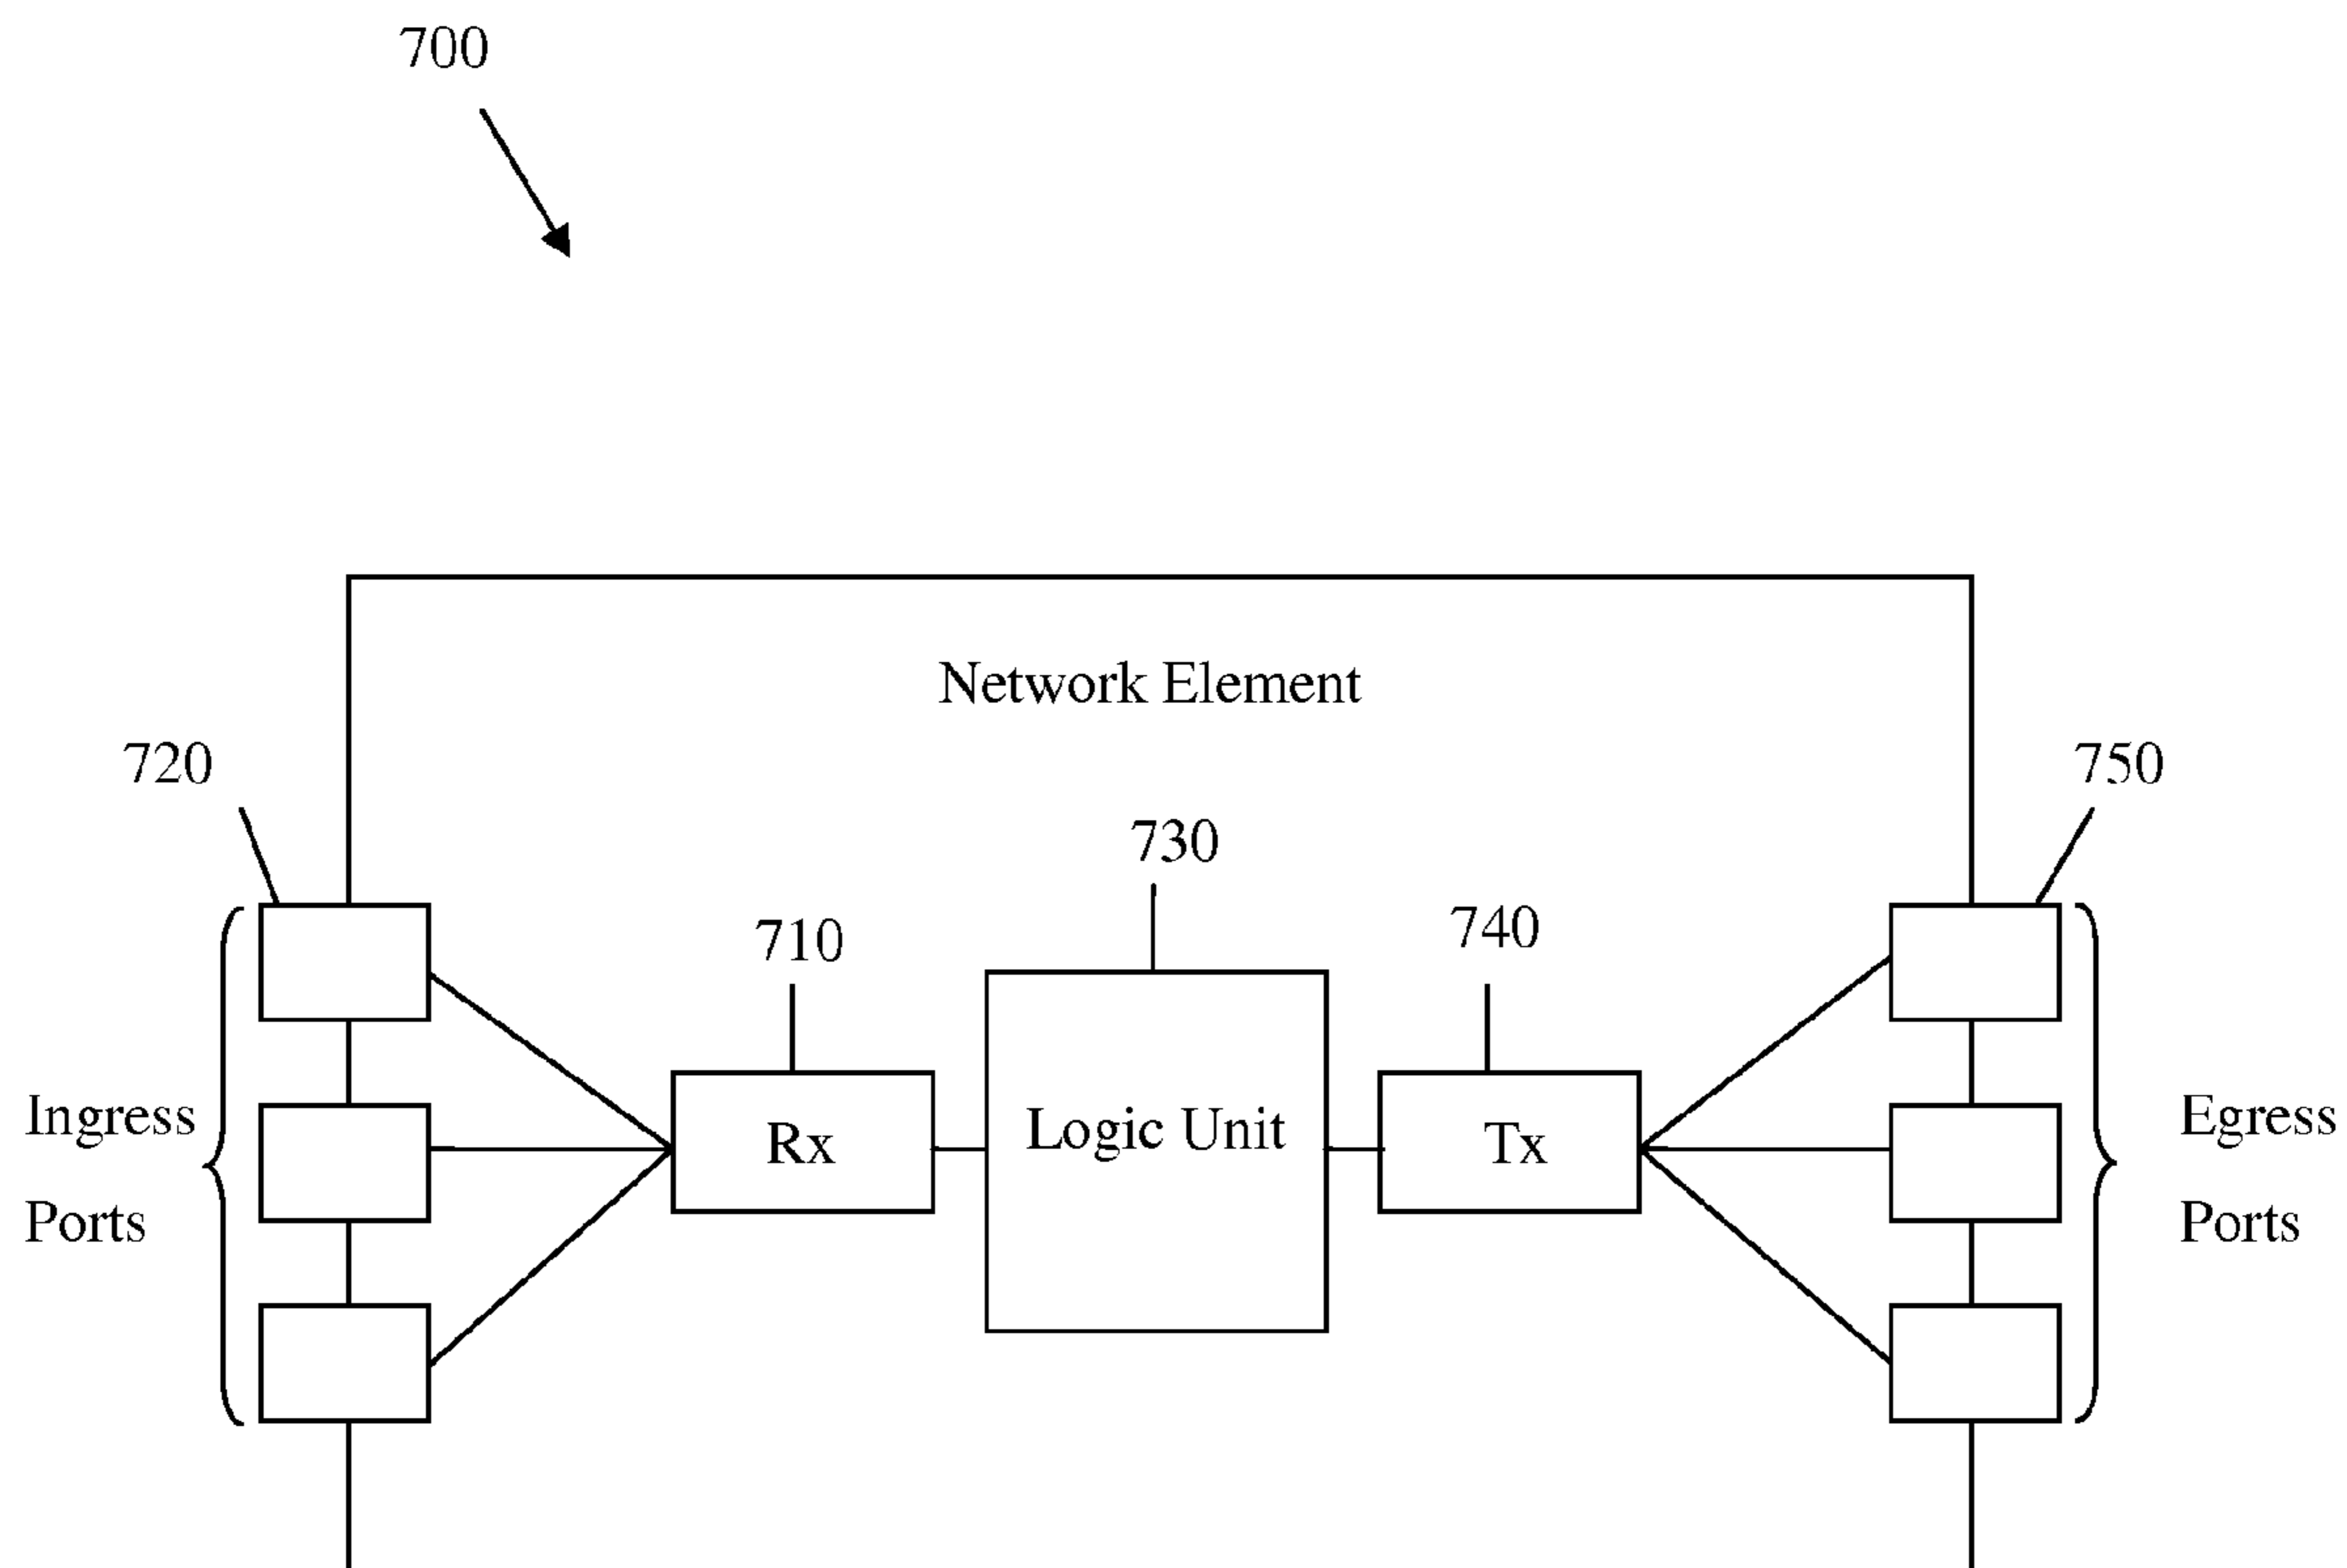 700
Network Element
720
750
730
710
740
Ingress
Ports
Rx
Logic Unit
Tx
Egress
Ports